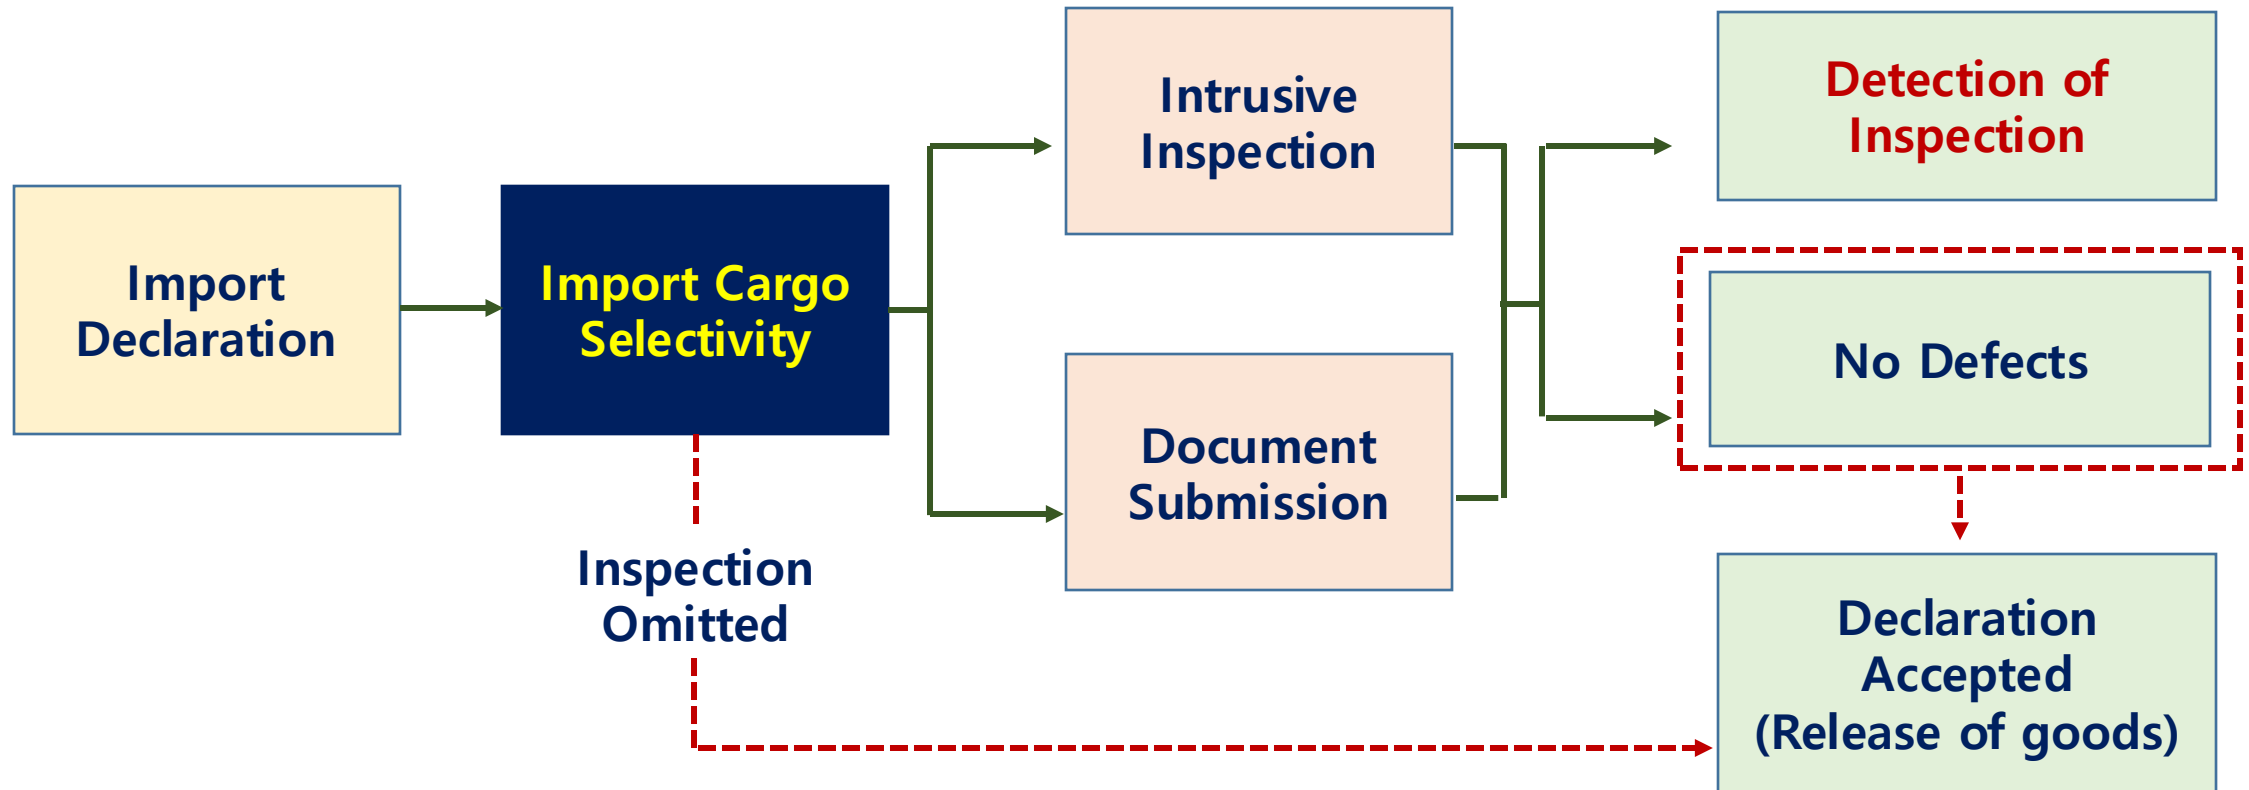 Import
Declaration
Import Cargo
Selectivity
Inspection
Omitted
Intrusive
Inspection
Document
Submission
Detection of
Inspection
No Defects
Declaration
Accepted
(Release of goods)